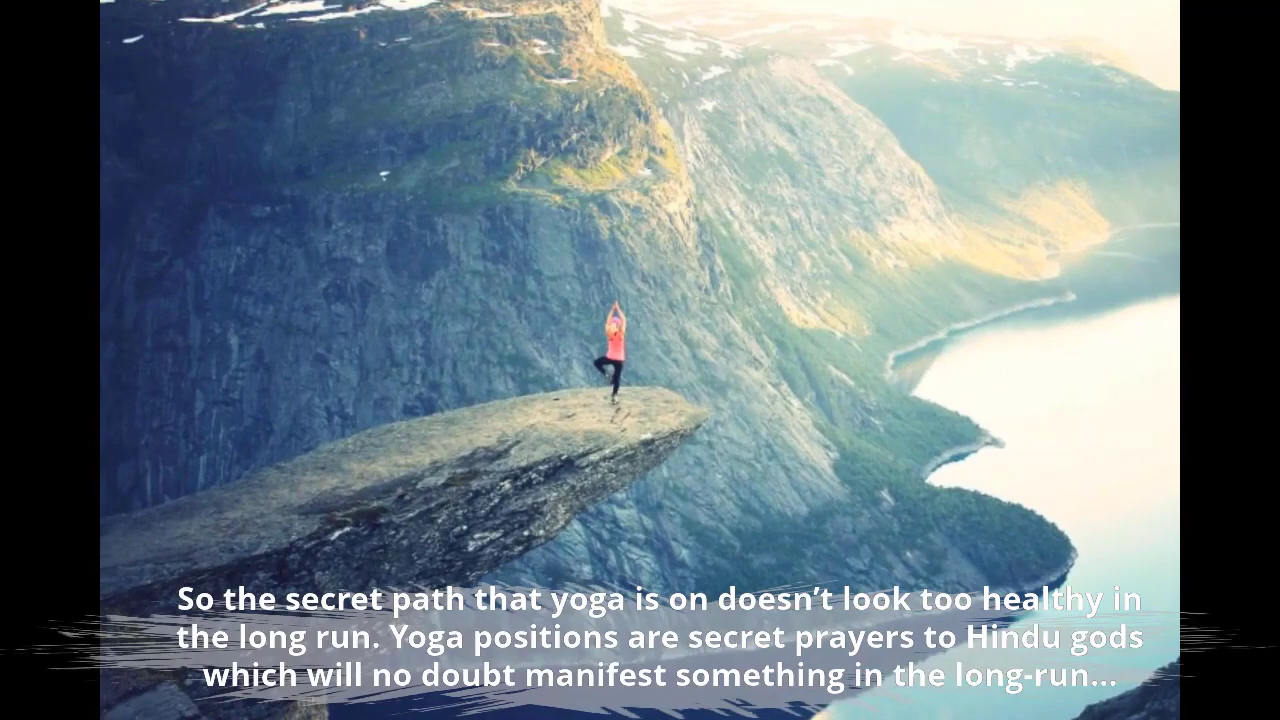 So the secret path that yoga is on doesn’t look too healthy in
the long run. Yoga positions are secret prayers to Hindu gods
which will no doubt manifest something in the long-run...